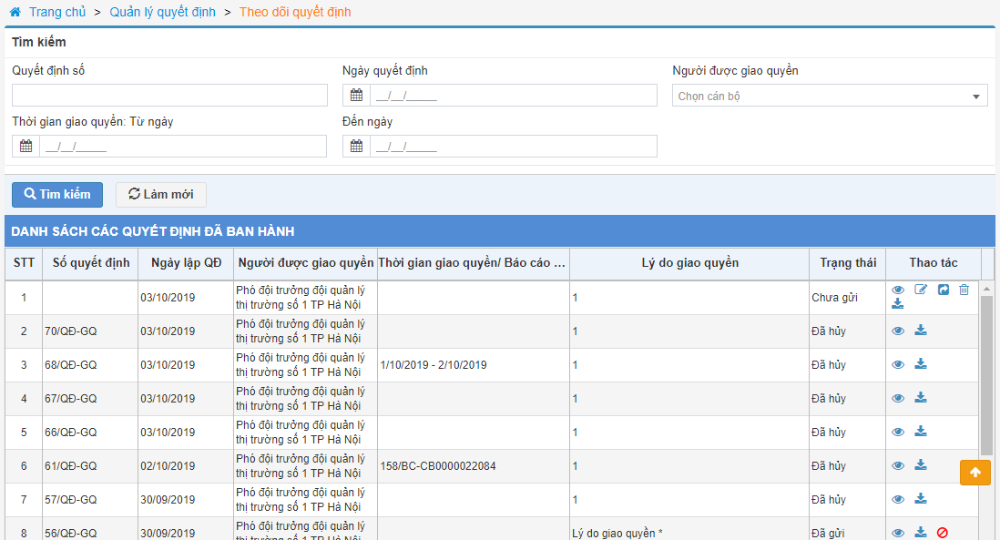 Trang chủ > Quản lý quyết định > Theo dõi quyết định
Tìm kiếm
Quyết định số Ngày quyết định Người được giao quyền
__/__/_____ Chọn cán bộ
Thời gian giao quyền: Từ ngày Đến ngày
__/__/_____ __/__/_____
Tìm kiếm Làm mới
DANH SÁCH CÁC QUYẾT ĐỊNH ĐÃ BAN HÀNH
STT Số quyết định Ngày lập QĐ Người được giao quyền Thời gian giao quyền/ Báo cáo ... Lý do giao quyền Trạng thái Thao tác
1 03/10/2019 Phó đội trưởng đội quản lý 1 Chưa gửi
thị trường số 1 TP Hà Nội
2 70/QĐ-GQ 03/10/2019 Phó đội trưởng đội quản lý 1 Đã hủy
thị trường số 1 TP Hà Nội
3 68/QĐ-GQ 03/10/2019 Phó đội trưởng đội quản lý 1/10/2019 - 2/10/2019 1 Đã hủy
thị trường số 1 TP Hà Nội
4 67/QĐ-GQ 03/10/2019 Phó đội trưởng đội quản lý 1 Đã hủy
thị trường số 1 TP Hà Nội
5 66/QĐ-GQ 03/10/2019 Phó đội trưởng đội quản lý 1 Đã hủy
thị trường số 1 TP Hà Nội
6 61/QĐ-GQ 02/10/2019 Phó đội trưởng đội quản lý 158/BC-CB0000022084 1 Đã hủy
thị trường số 1 TP Hà Nội
7 57/QĐ-GQ 30/09/2019 Phó đội trưởng đội quản lý 1 Đã hủy
thị trường số 1 TP Hà Nội
8 56/QĐ-GQ 30/09/2019 Phó đội trưởng đội quản lý Lý do giao quyền * Đã gửi
thị trường số 1 TP Hà Nội